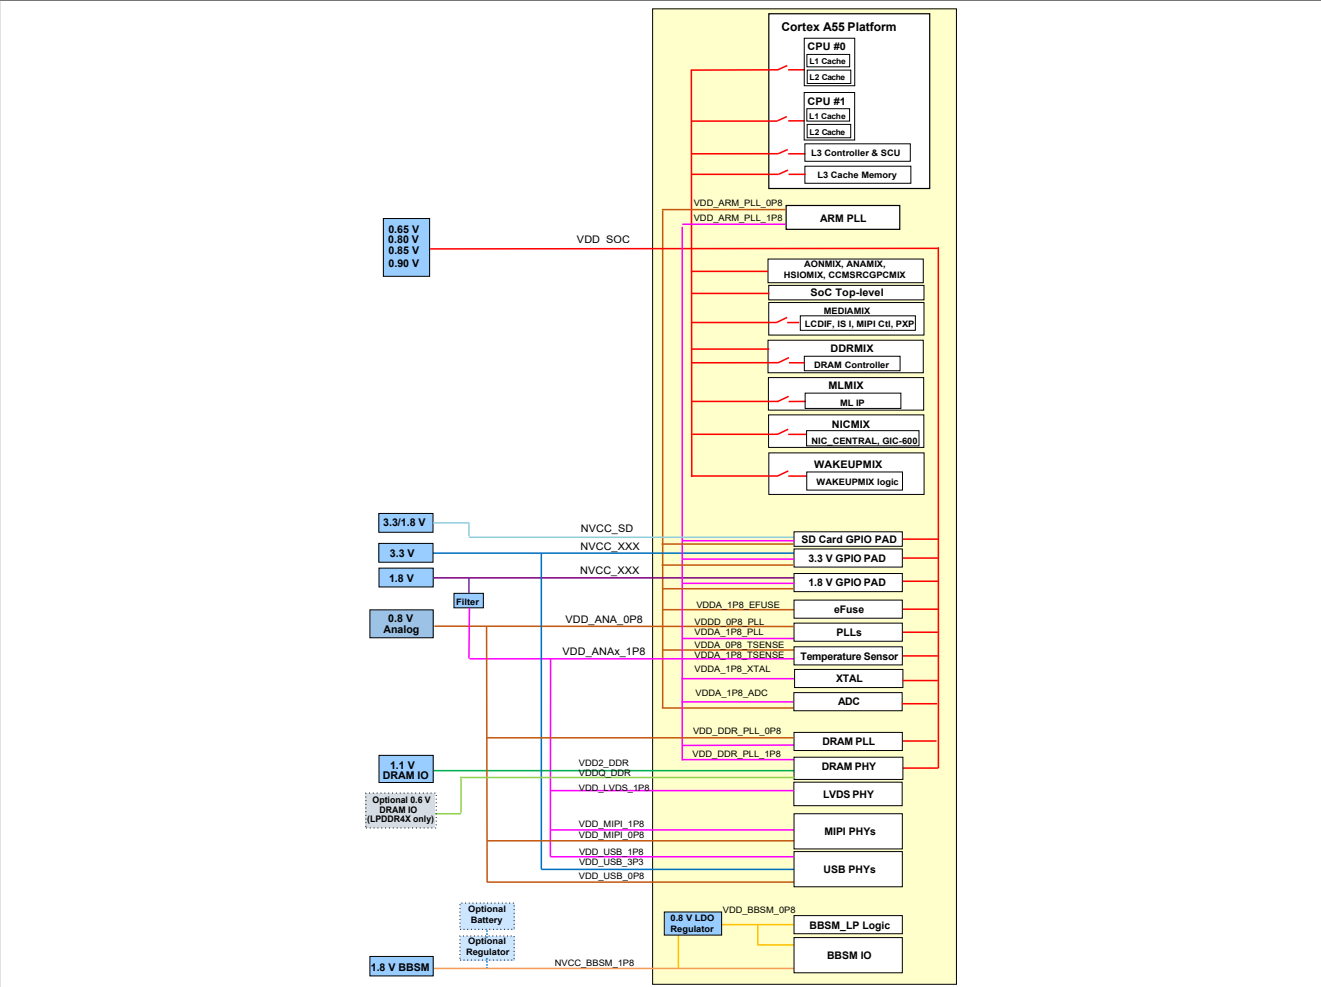 Cortex A55 Platform
CPU #0
L1 Cache
L2 Cache
CPU #1
L1 Cache
L2 Cache
L3 Controller & SCU
L3 Cache Memory
VDD_ARM_PLL_0P8
VDD_ARM_PLL_1P8
ARM PLL
0.65 V
0.80 V
0.85 V
0.90 V
VDD_SOC
AONMIX, ANAMIX,
HSIOMIX, CCMSRCGPCMIX
SoC Top-level
MEDIAMIX
LCDIF, IS I, MIPI Ctl, PXP
DDRMIX
DRAM Controller
MLMIX
ML IP
NICMIX
NIC_CENTRAL, GIC-600
WAKEUPMIX
WAKEUPMIX logic
3.3/1.8 V
NVCC_SD
SD Card GPIO PAD
3.3 V
NVCC_XXX
3.3 V GPIO PAD
1.8 V
NVCC_XXX
1.8 V GPIO PAD
Filter
VDDA_1P8_EFUSE
eFuse
0.8 V
Analog
VDD_ANA_0P8
VDDD_0P8_PLL
VDDA_1P8_PLL
PLLs
VDD_ANAx_1P8
VDDA_0P8_TSENSE
VDDA_1P8_TSENSE
Temperature Sensor
VDDA_1P8_XTAL
XTAL
VDDA_1P8_ADC
ADC
VDD_DDR_PLL_0P8
DRAM PLL
VDD_DDR_PLL_1P8
1.1 V
DRAM IO
VDD2_DDR
VDDQ_DDR
DRAM PHY
VDD_LVDS_1P8
LVDS PHY
Optional 0.6 V
DRAM IO
(LPDDR4X only)
VDD_MIPI_1P8
VDD_MIPI_0P8
MIPI PHYs
VDD_USB_1P8
VDD_USB_3P3
VDD_USB_0P8
USB PHYs
Optional
Battery
Optional
Regulator
0.8 V LDO
Regulator
VDD_BBSM_0P8
BBSM_LP Logic
BBSM IO
1.8 V BBSM
NVCC_BBSM_1P8